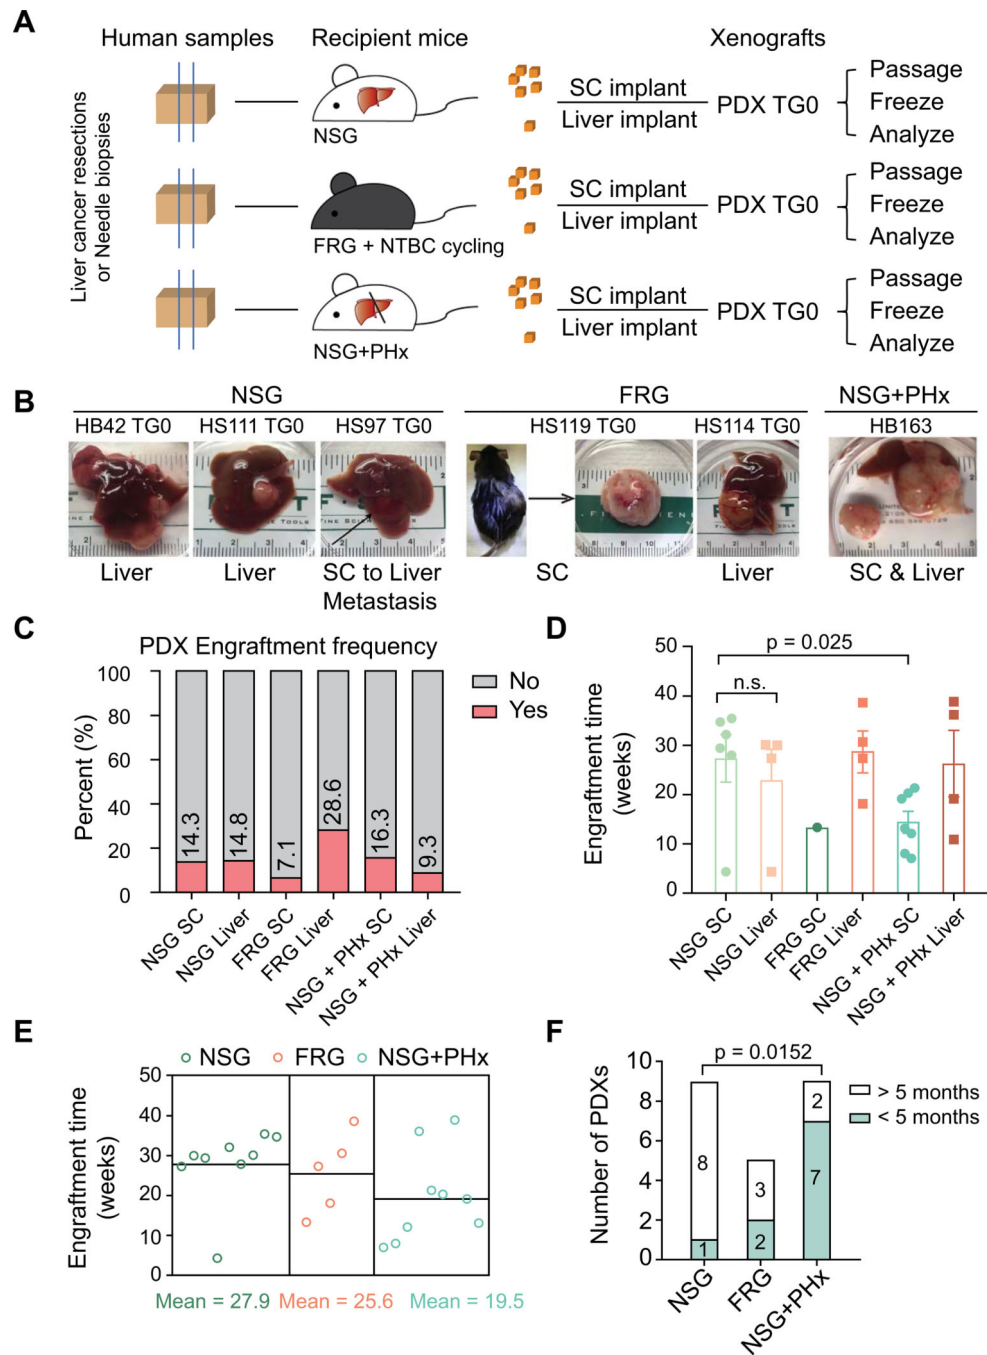 A
Human samples
Recipient mice
Xenografts
Liver cancer resections
or Needle biopsies
NSG
SC implant
Liver implant
PDX TG0
Passage
Freeze
Analyze
FRG + NTBC cycling
SC implant
Liver implant
PDX TG0
Passage
Freeze
Analyze
NSG+PHx
SC implant
Liver implant
PDX TG0
Passage
Freeze
Analyze
B
NSG
FRG
NSG+PHx
HB42 TG0
HS111 TG0
HS97 TG0
HS119 TG0
HS114 TG0
HB163
Liver
Liver
SC to Liver
Metastasis
SC
Liver
SC & Liver
C
PDX Engraftment frequency
No
Yes
Percent (%)
100
80
60
40
20
0
14.3
14.8
7.1
28.6
16.3
9.3
NSG SC
NSG Liver
FRG SC
FRG Liver
NSG + PHx SC
NSG + PHx Liver
D
p = 0.025
n.s.
Engraftment time
(weeks)
50
40
30
20
10
0
NSG SC
NSG Liver
FRG SC
FRG Liver
NSG + PHx SC
NSG + PHx Liver
E
NSG
FRG
NSG+PHx
Engraftment time
(weeks)
50
40
30
20
10
0
Mean = 27.9
Mean = 25.6
Mean = 19.5
F
p = 0.0152
> 5 months
< 5 months
Number of PDXs
10
8
6
4
2
0
8
1
3
2
2
7
NSG
FRG
NSG+PHx